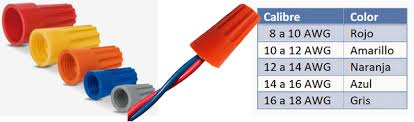 Calibre Color
8 a 10 AWG Rojo
10 a 12 AWG Amarillo
12 a 14 AWG Naranja
14 a 16 AWG Azul
16 a 18 AWG Gris